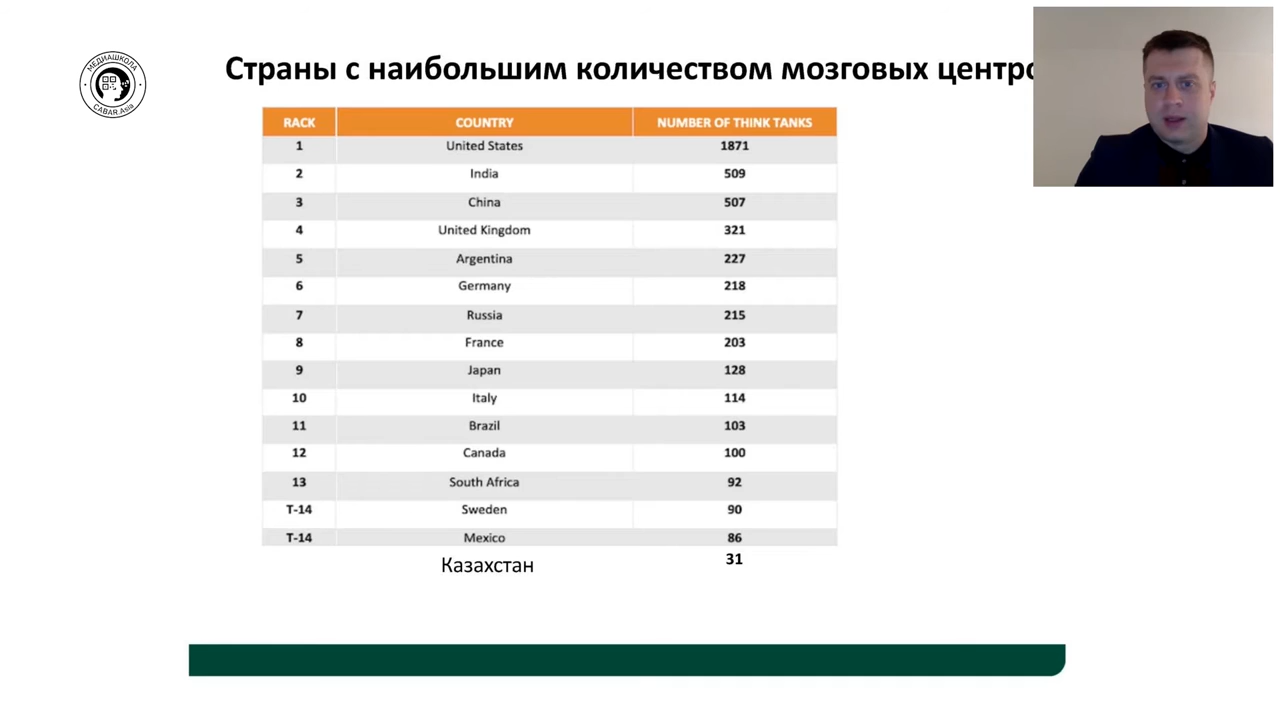 МЕДИАШКОЛА
CABAR.Asia
Страны с наибольшим количеством мозговых центро
RACK COUNTRY NUMBER OF THINK TANKS
1 United States 1871
2 India 509
3 China 507
4 United Kingdom 321
5 Argentina 227
6 Germany 218
7 Russia 215
8 France 203
9 Japan 128
10 Italy 114
11 Brazil 103
12 Canada 100
13 South Africa 92
T-14 Sweden 90
T-14 Mexico 86
Казахстан 31